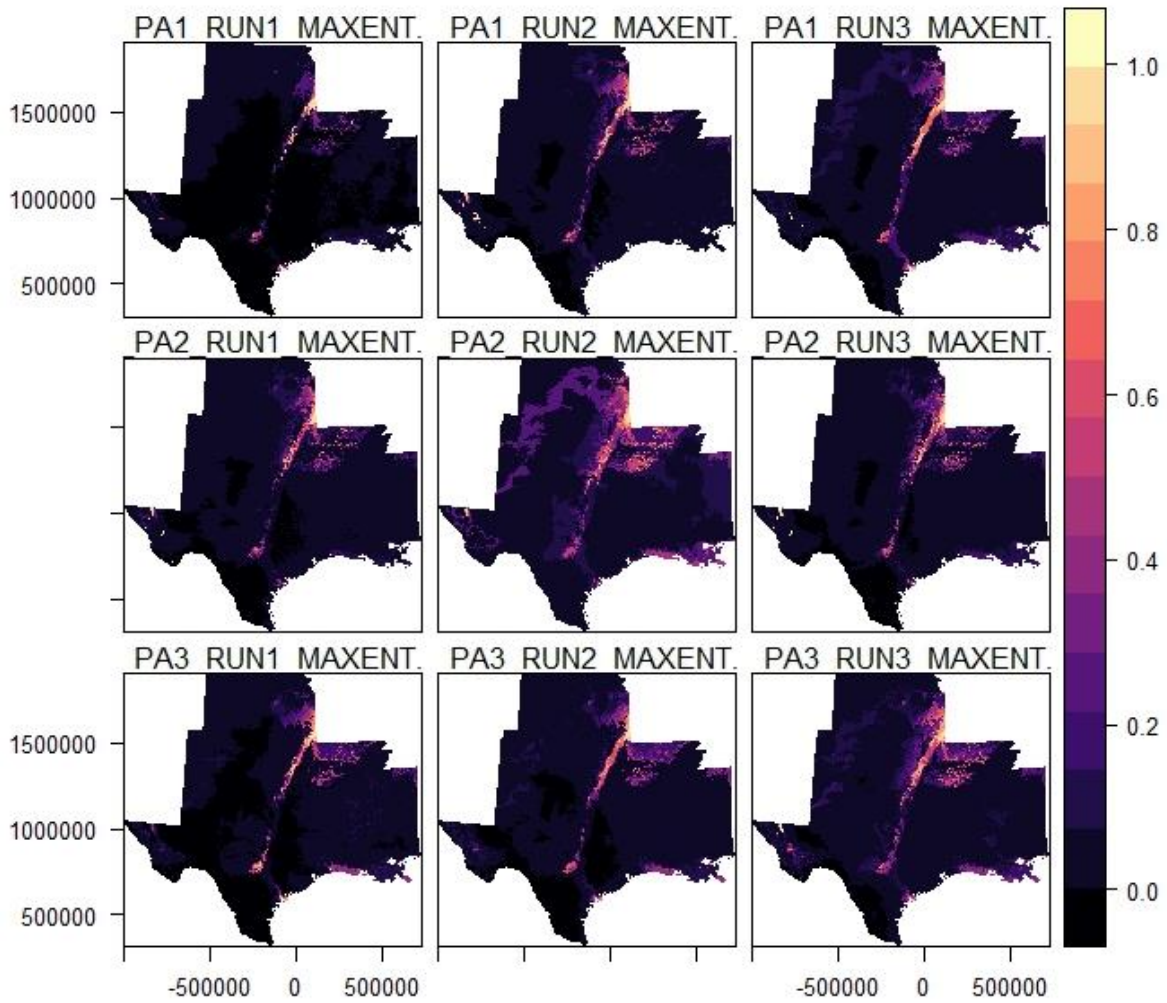 PA1 RUN1 MAXENT. PA1 RUN2 MAXENT. PA1 RUN3 MAXENT.
1500000
1000000
500000
PA2 RUN1 MAXENT. PA2 RUN2 MAXENT. PA2 RUN3 MAXENT.
PA3 RUN1 MAXENT. PA3 RUN2 MAXENT. PA3 RUN3 MAXENT.
1500000
1000000
500000
-500000 0 500000
-500000 0 500000
1.0
0.8
0.6
0.4
0.2
0.0